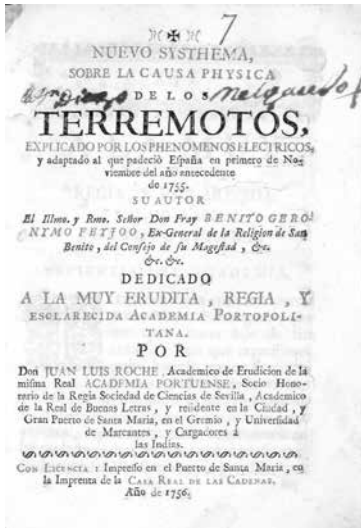 7
NUEVO SYSTHEMA,
SOBRE LA CAUSA PHYSICA
DE LOS
TERREMOTOS,
EXPLICADO POR LOS PHENOMENOS ELECTRICOS,
y adaptado al que padeciò España en primero de No-
viembre del año antecedente
de 1755.
SU AUTOR
El Illmo. y Rmo. Señor Don Fray BENITO GERO-
NYMO FEYJOO, Ex-General de la Religion de San
Benito, del Consejo de su Magestad, &c.
&c. &c.
DEDICADO
A LA MUY ERUDITA, REGIA, Y
ESCLARECIDA ACADEMIA PORTOPOLI-
TANA.
POR
Don JUAN LUIS ROCHE, Academico de Erudicion de la
misma Real ACADEMIA PORTUENSE, Socio Hono-
rario de la Regia Sociedad de Ciencias de Sevilla, Academico
de la Real de Buenas Letras, y residente en la Ciudad, y
Gran Puerto de Santa Maria, en el Gremio, y Universidad
de Mareantes, y Cargadores à
las Indias.
CON LICENCIA: Impresso en el Puerto de Santa Maria, en
la Imprenta de la CASA REAL DE LAS CADENAS.
Año de 1756.